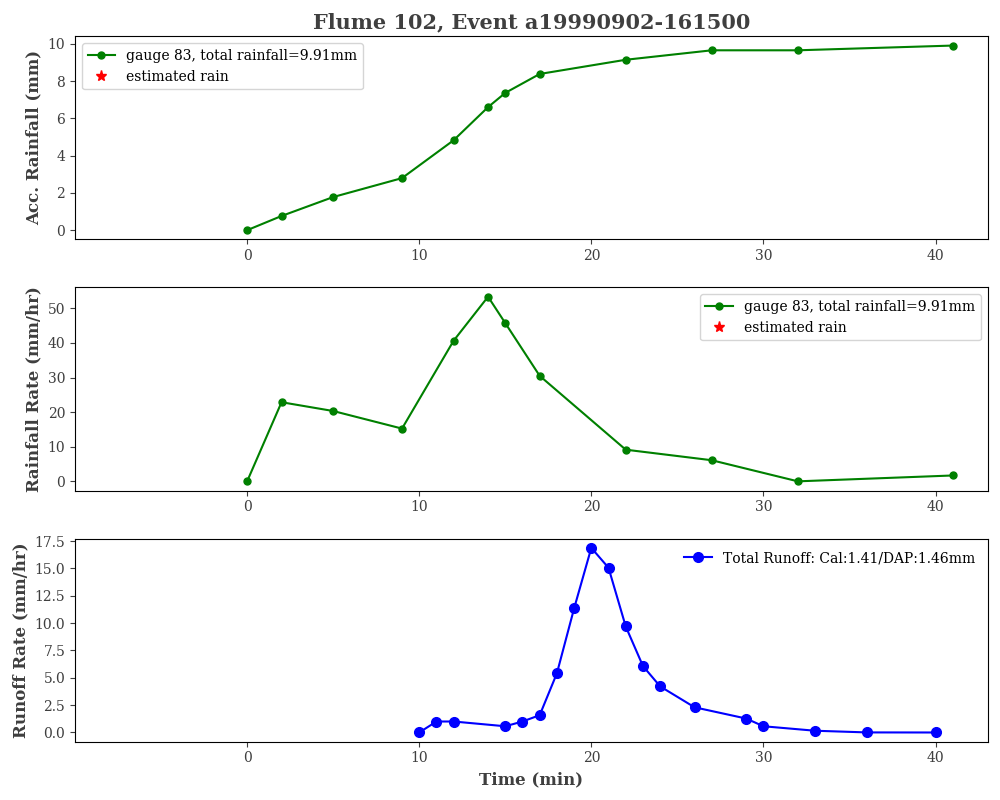 Flume 102, Event a19990902-161500
Acc. Rainfall (mm)
10
8
6
4
2
0
gauge 83, total rainfall=9.91mm
estimated rain
0 10 20 30 40
Rainfall Rate (mm/hr)
50
40
30
20
10
0
gauge 83, total rainfall=9.91mm
estimated rain
0 10 20 30 40
Runoff Rate (mm/hr)
17.5
15.0
12.5
10.0
7.5
5.0
2.5
0.0
Total Runoff: Cal:1.41/DAP:1.46mm
0 10 20 30 40
Time (min)